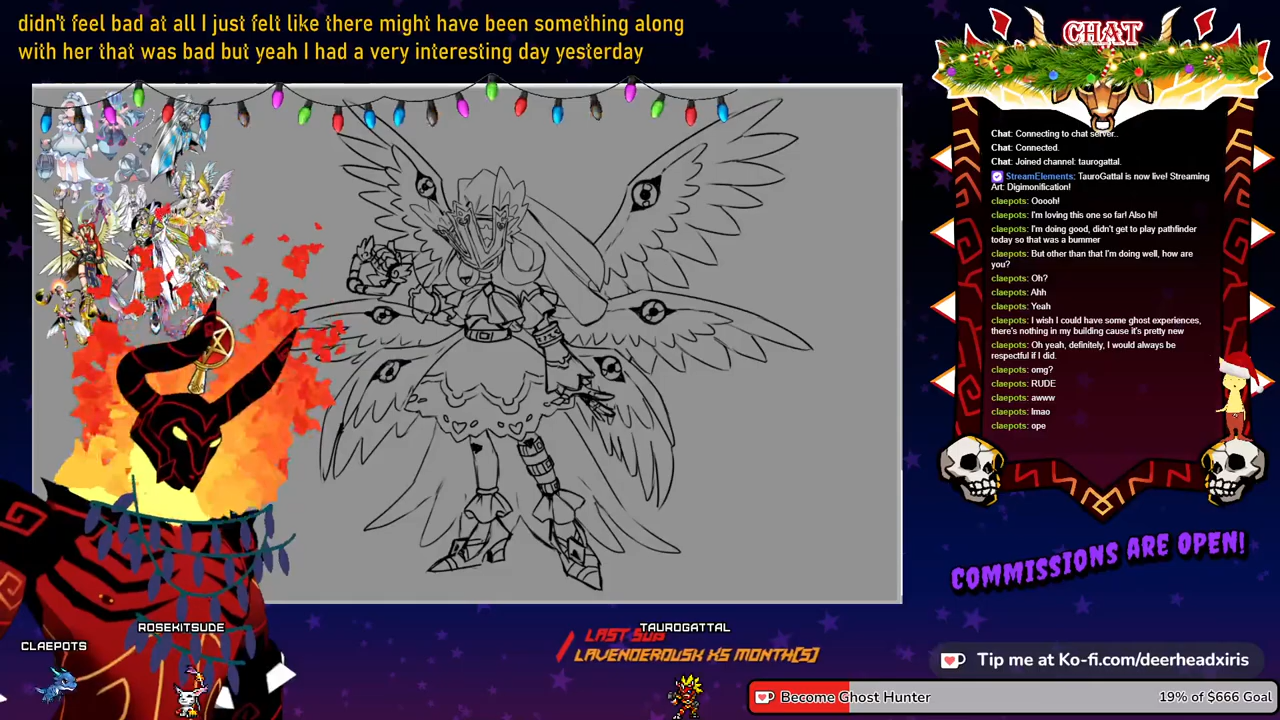 didn't feel bad at all I just felt like there might have been something along
with her that was bad but yeah I had a very interesting day yesterday
CHAT
Chat: Connecting to chat server..
Chat: Connected.
Chat: Joined channel: taurogattal.
StreamElements: TauroGattal is now live! Streaming
Art: Digimonification!
claepots: Ooooh!
claepots: I'm loving this one so far! Also hi!
claepots: I'm doing good, didn't get to play pathfinder
today so that was a bummer
claepots: But other than that I'm doing well, how are
you?
claepots: Oh?
claepots: Ahh
claepots: Yeah
claepots: I wish I could have some ghost experiences,
there's nothing in my building cause it's pretty new
claepots: Oh yeah, definitely, I would always be
respectful if I did.
claepots: omg?
claepots: RUDE
claepots: awww
claepots: lmao
claepots: ope
COMMISSIONS ARE OPEN!
ROSEKITSUDE
TAUROGATTAL
CLAEPOTS
LAST SUB
LAVENDEROUSK X5 MONTH(S)
Tip me at Ko-fi.com/deerheadxiris
Become Ghost Hunter
19% of $666 Goal